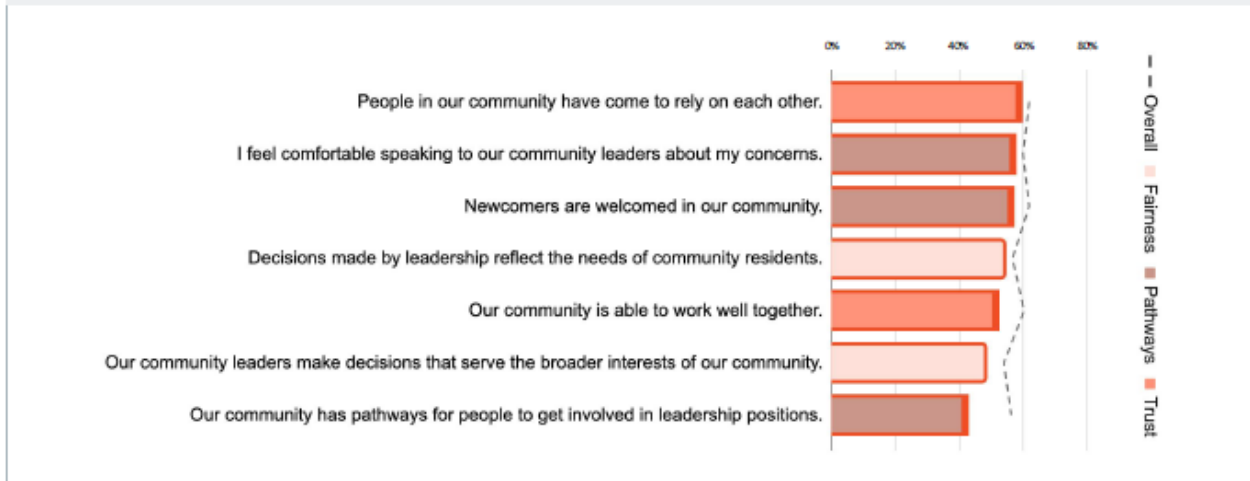 0% 20% 40% 60% 80%
People in our community have come to rely on each other.
I feel comfortable speaking to our community leaders about my concerns.
Newcomers are welcomed in our community.
Decisions made by leadership reflect the needs of community residents.
Our community is able to work well together.
Our community leaders make decisions that serve the broader interests of our community.
Our community has pathways for people to get involved in leadership positions.
Overall Fairness Pathways Trust